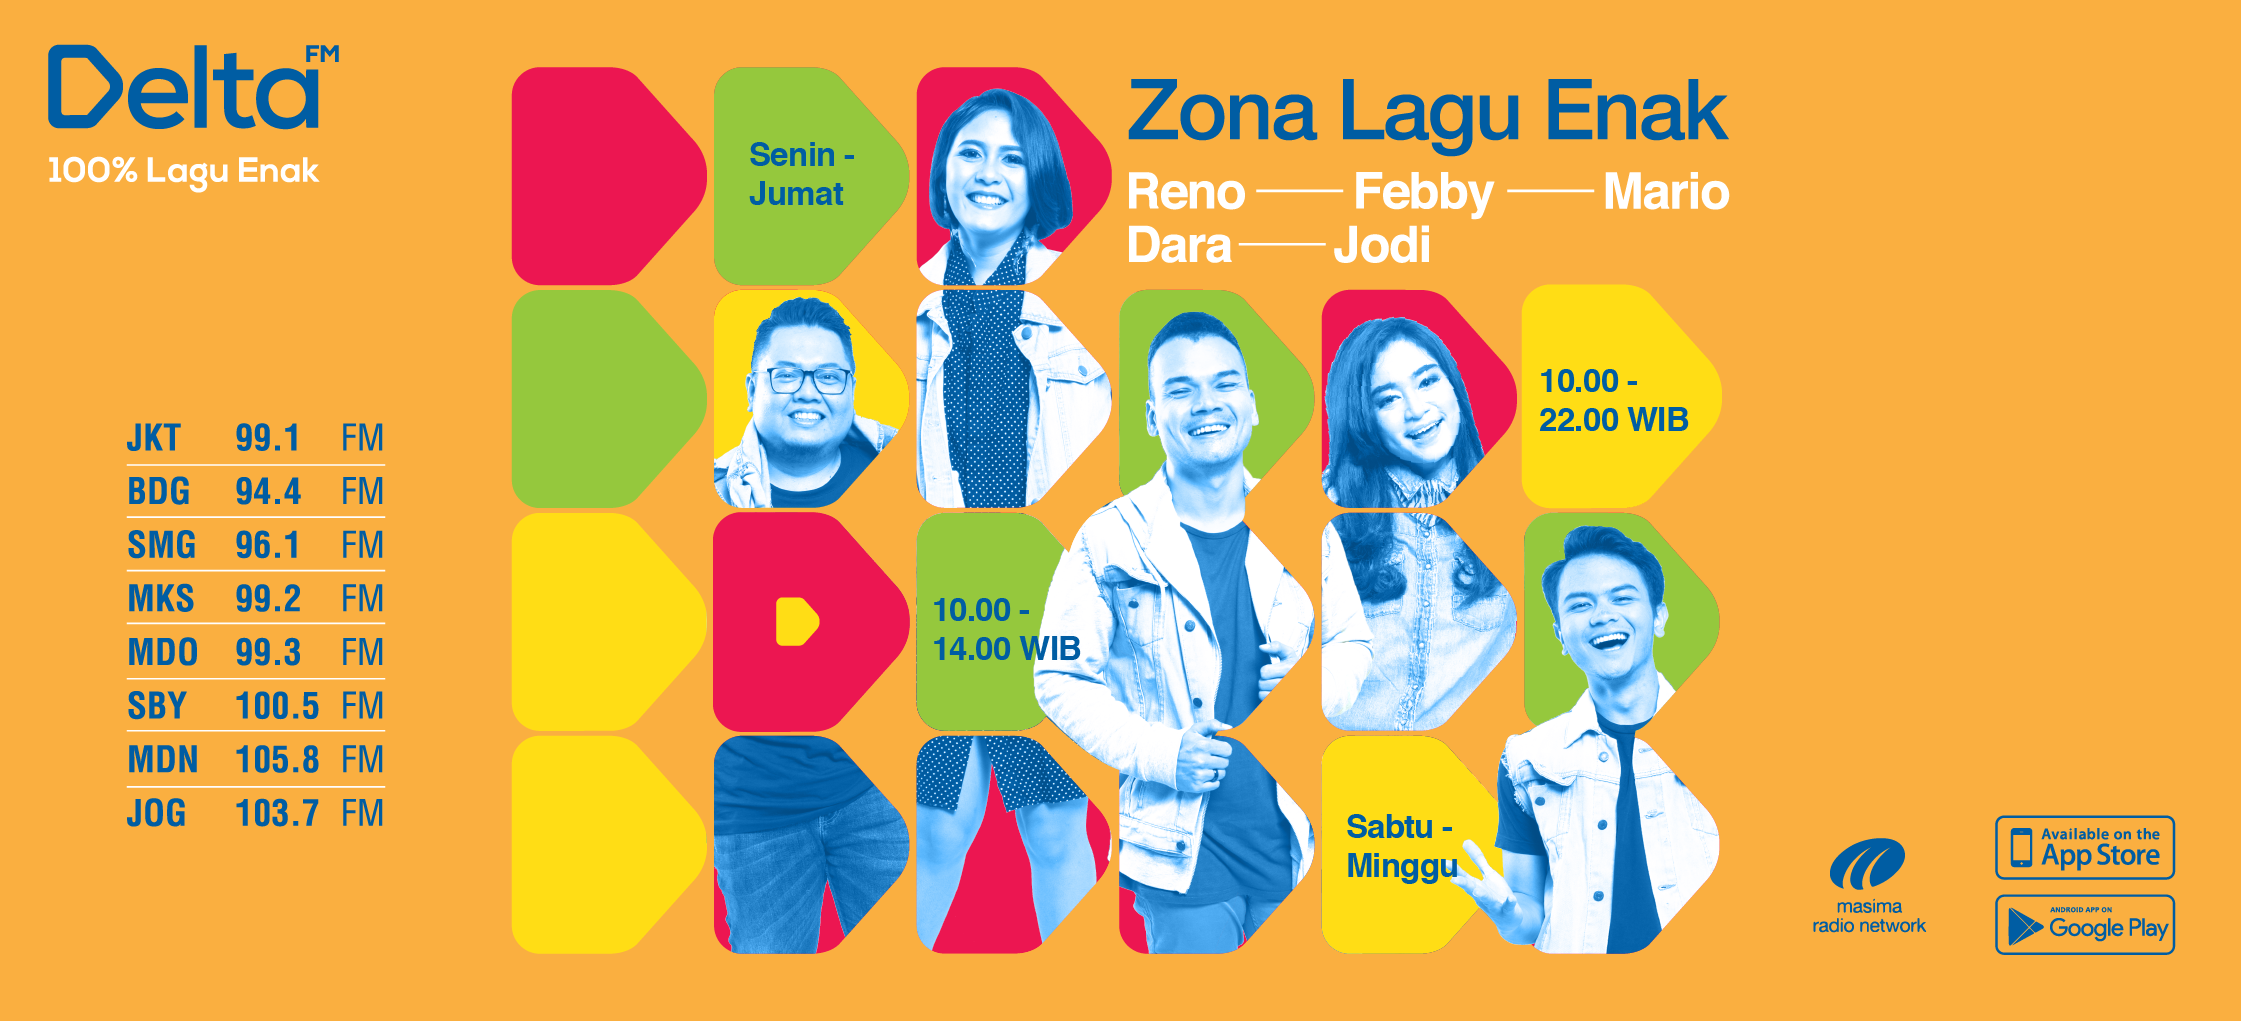 Delta FM
100% Lagu Enak
Zona Lagu Enak
Reno Febby Mario
Dara Jodi
Senin -
Jumat
10.00 -
22.00 WIB
10.00 -
14.00 WIB
Sabtu -
Minggu
JKT 99.1 FM
BDG 94.4 FM
SMG 96.1 FM
MKS 99.2 FM
MDO 99.3 FM
SBY 100.5 FM
MDN 105.8 FM
JOG 103.7 FM
masima
radio network
Available on the
App Store
ANDROID APP ON
Google Play